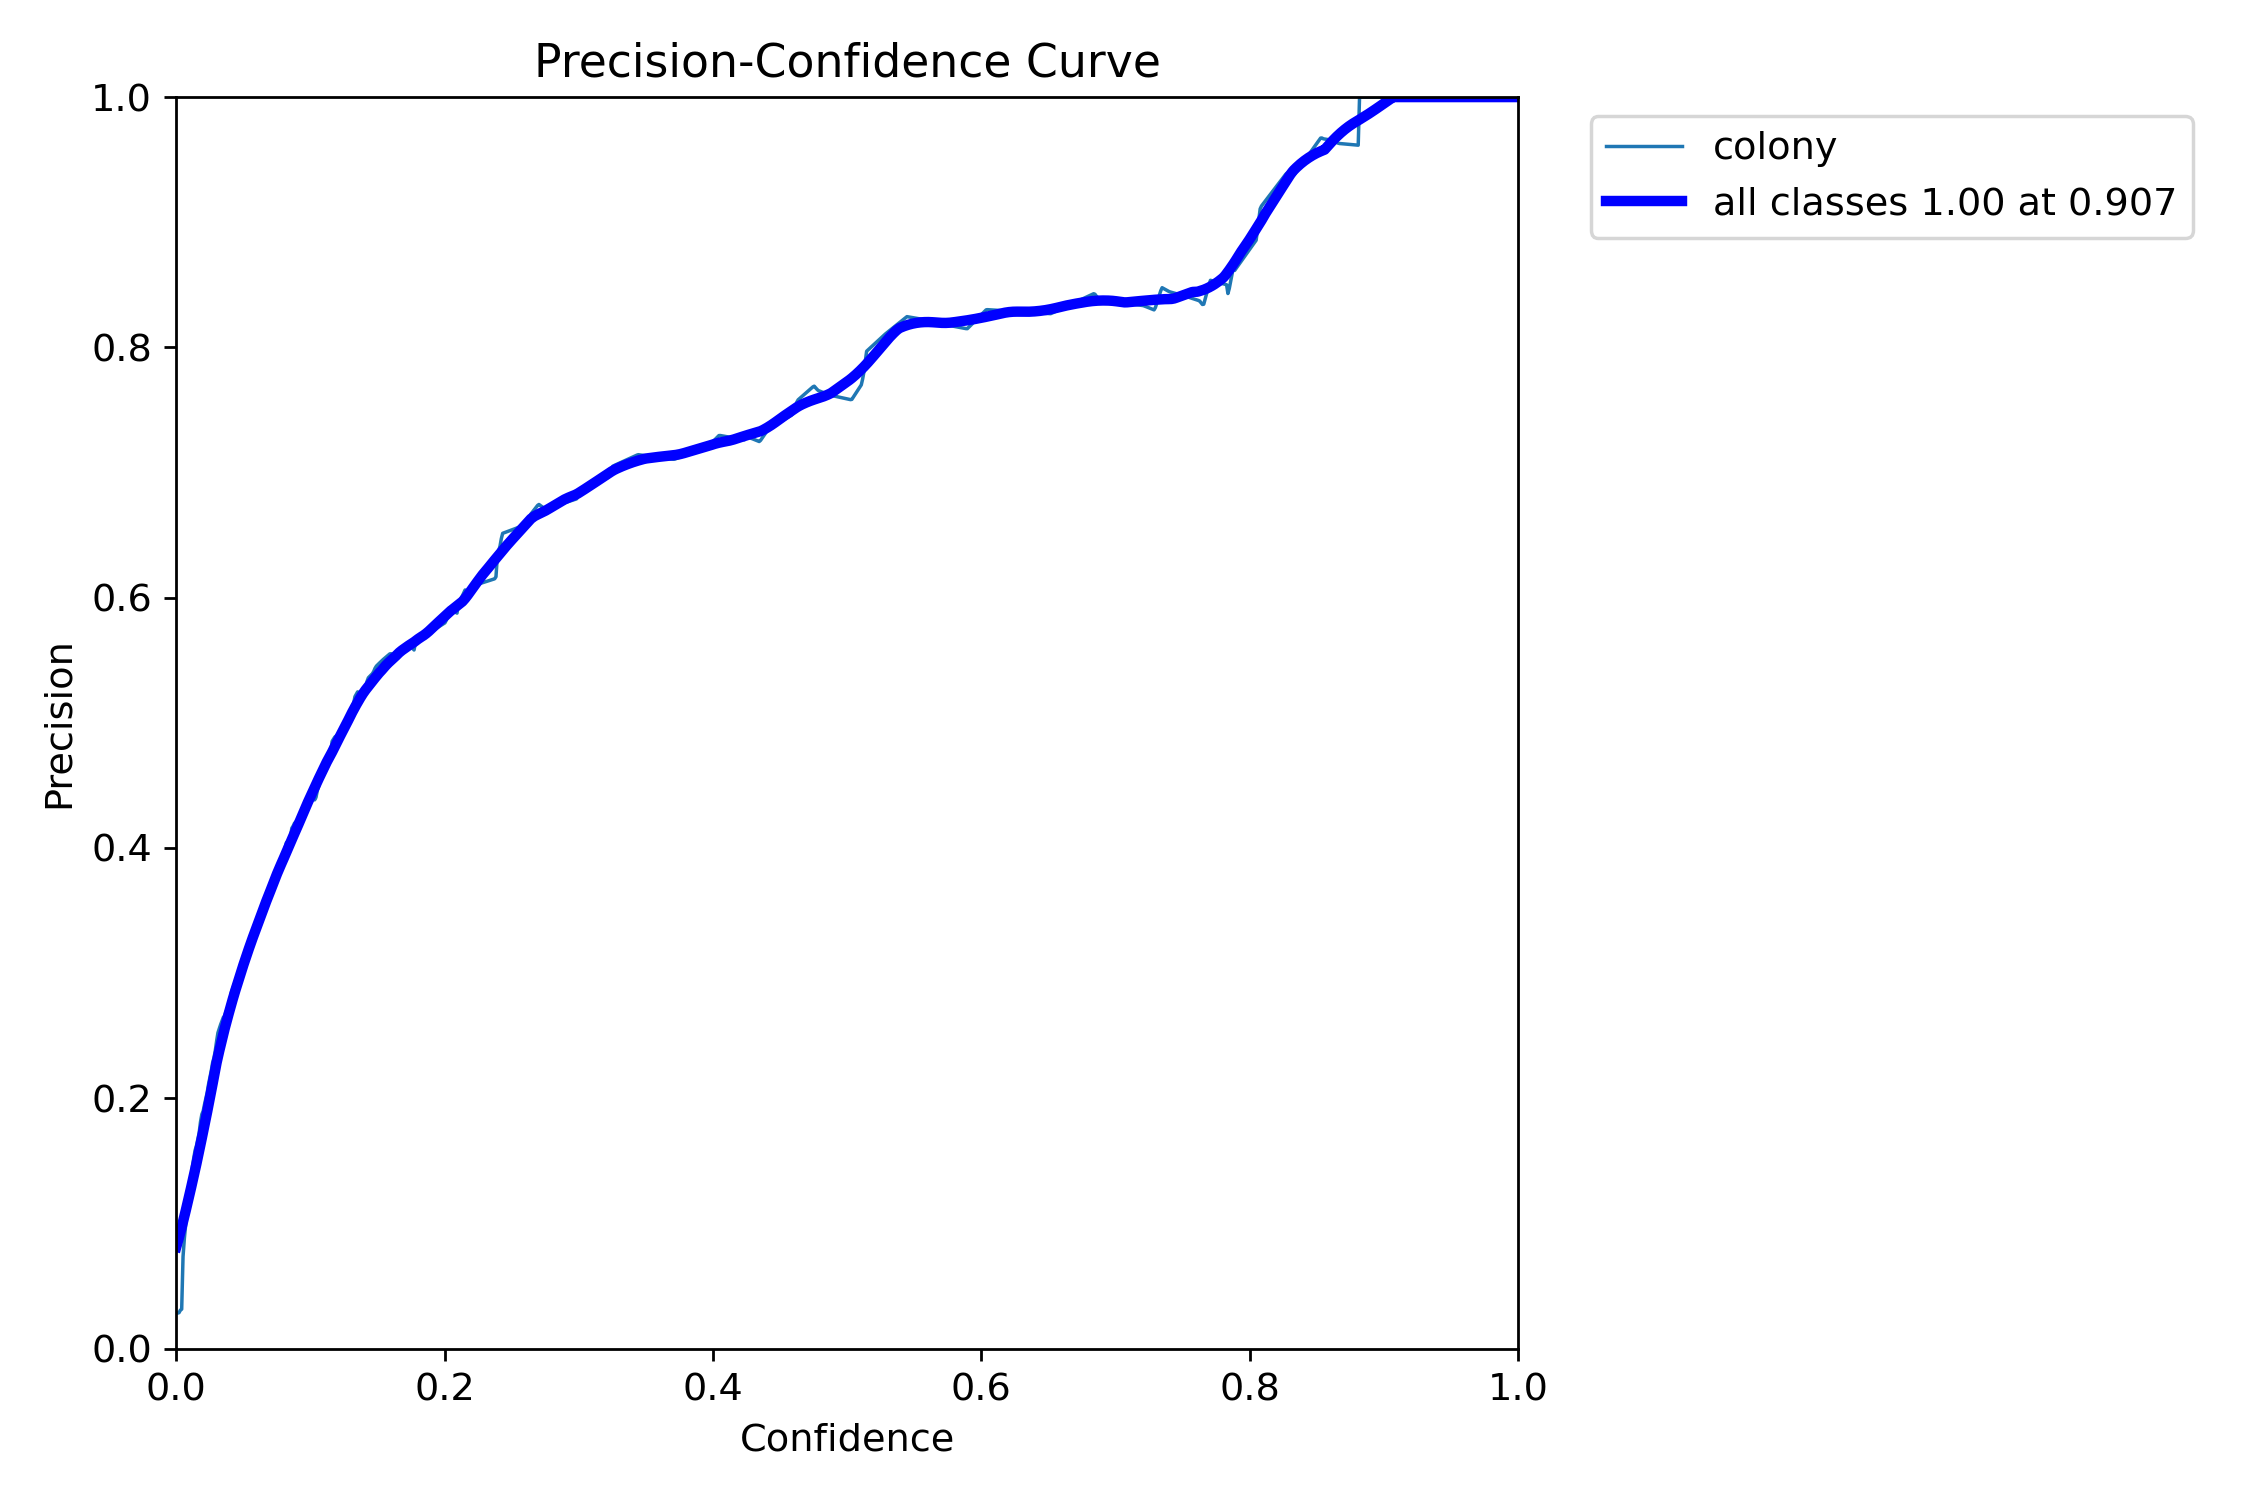 Precision-Confidence Curve
1.0
0.8
0.6
0.4
0.2
0.0
Precision
0.0 0.2 0.4 0.6 0.8 1.0
Confidence
colony
all classes 1.00 at 0.907